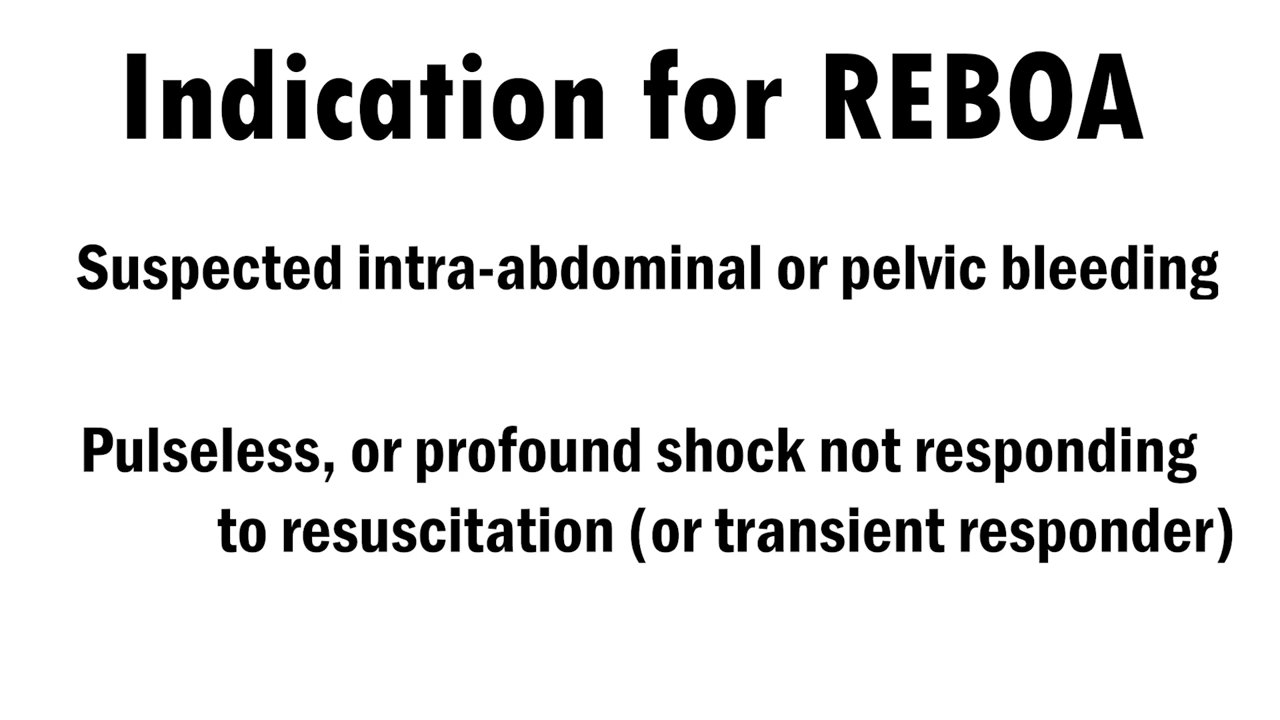 Indication for REBOA
Suspected intra-abdominal or pelvic bleeding
Pulseless, or profound shock not responding
to resuscitation (or transient responder)